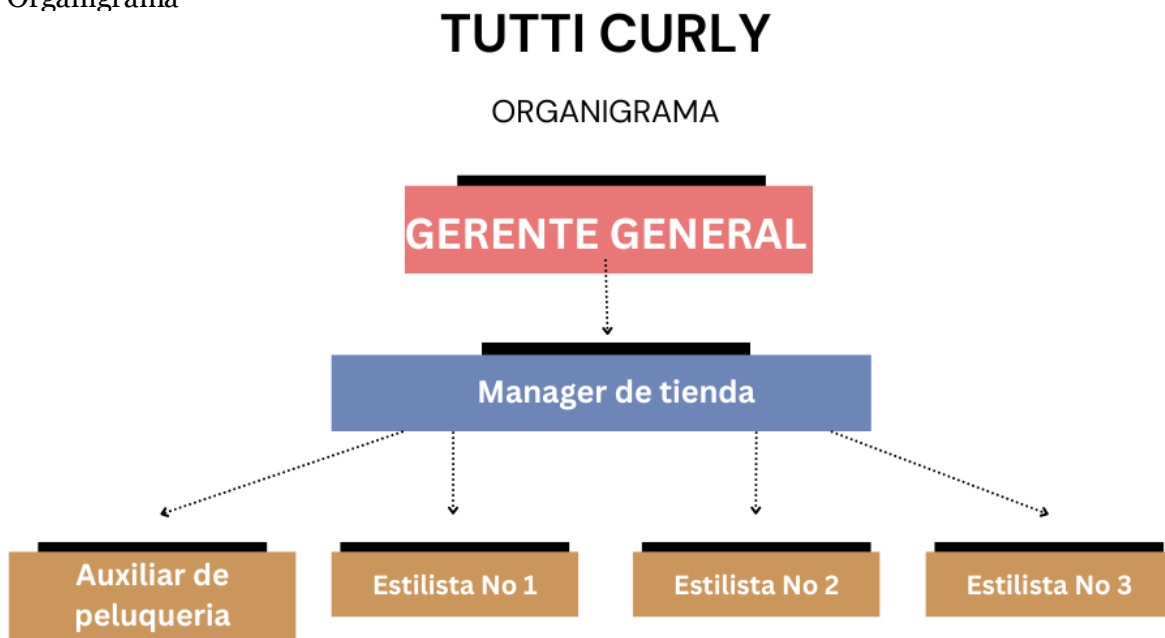 Organigrama
TUTTI CURLY
ORGANIGRAMA
GERENTE GENERAL
Manager de tienda
Auxiliar de
peluqueria
Estilista No 1
Estilista No 2
Estilista No 3